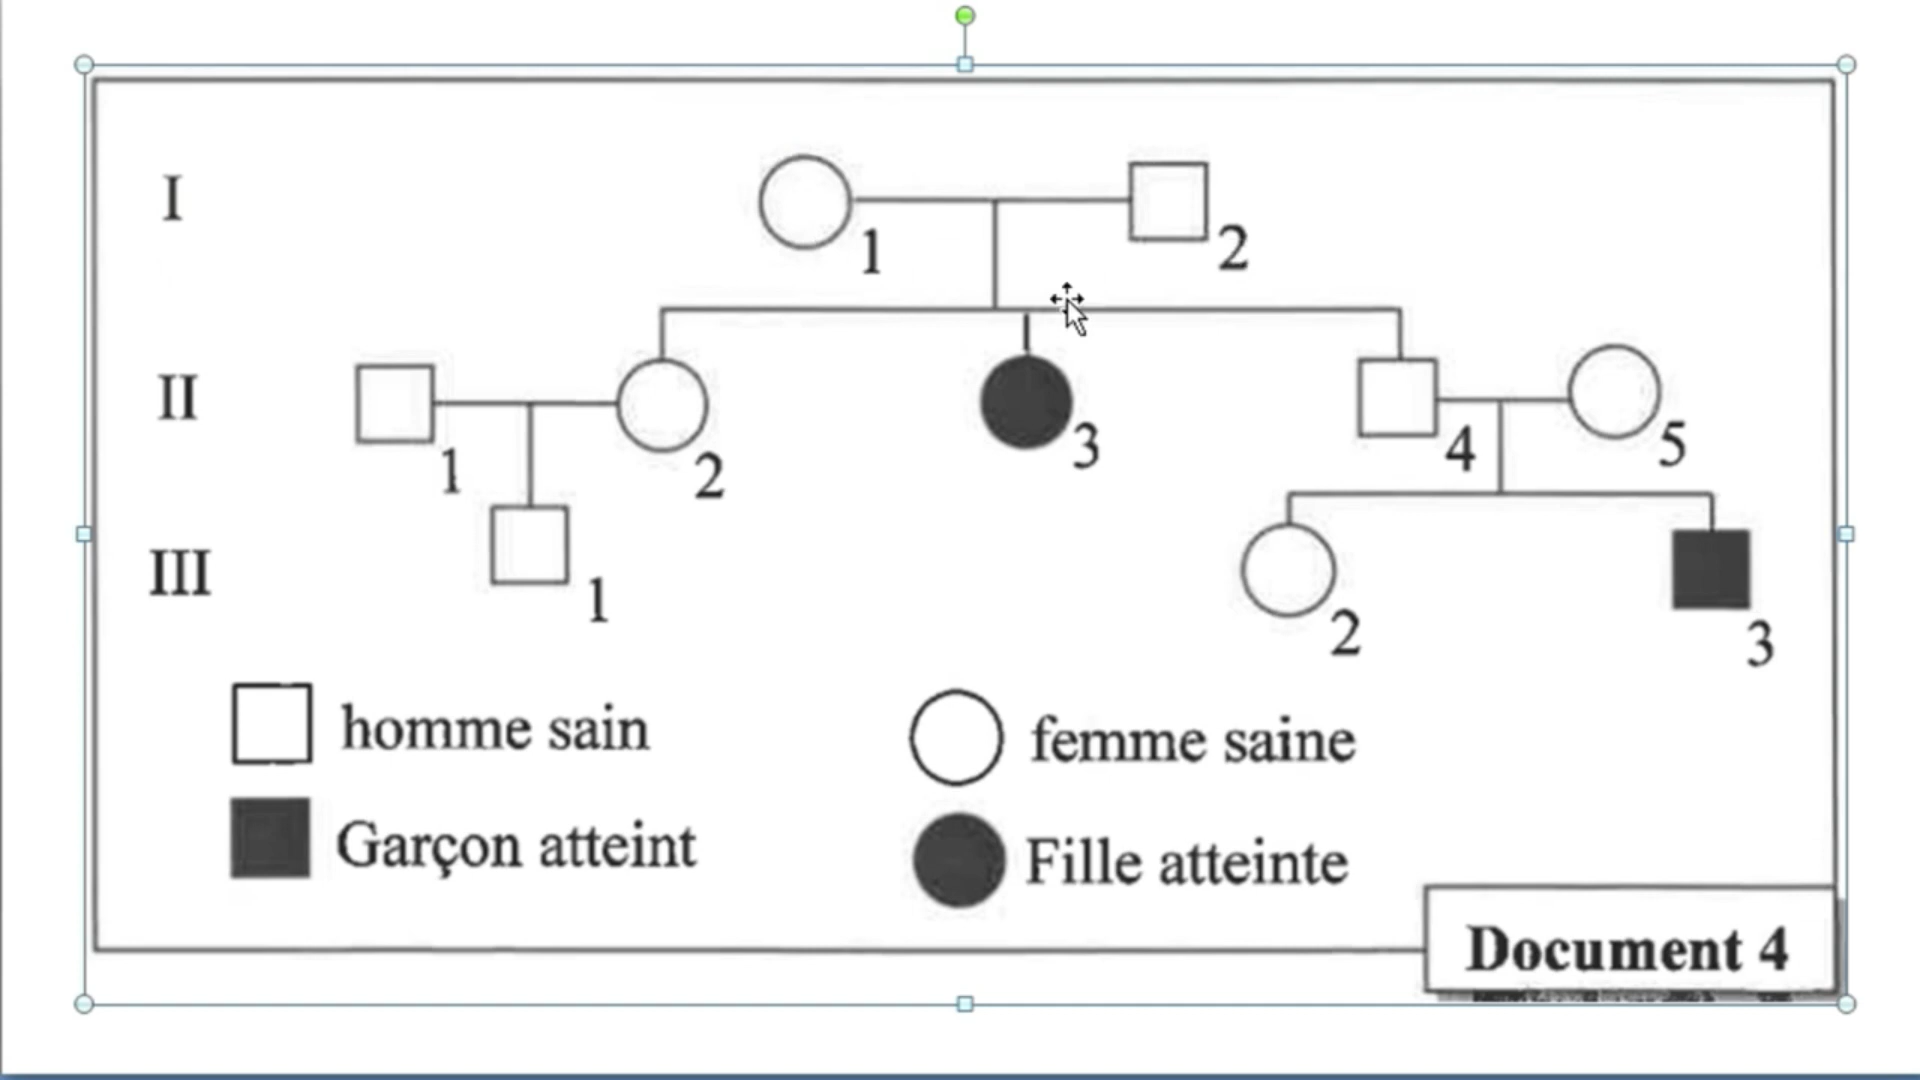 I
1
2
II
1
2
3
4
5
III
1
2
3
homme sain
femme saine
Garçon atteint
Fille atteinte
Document 4